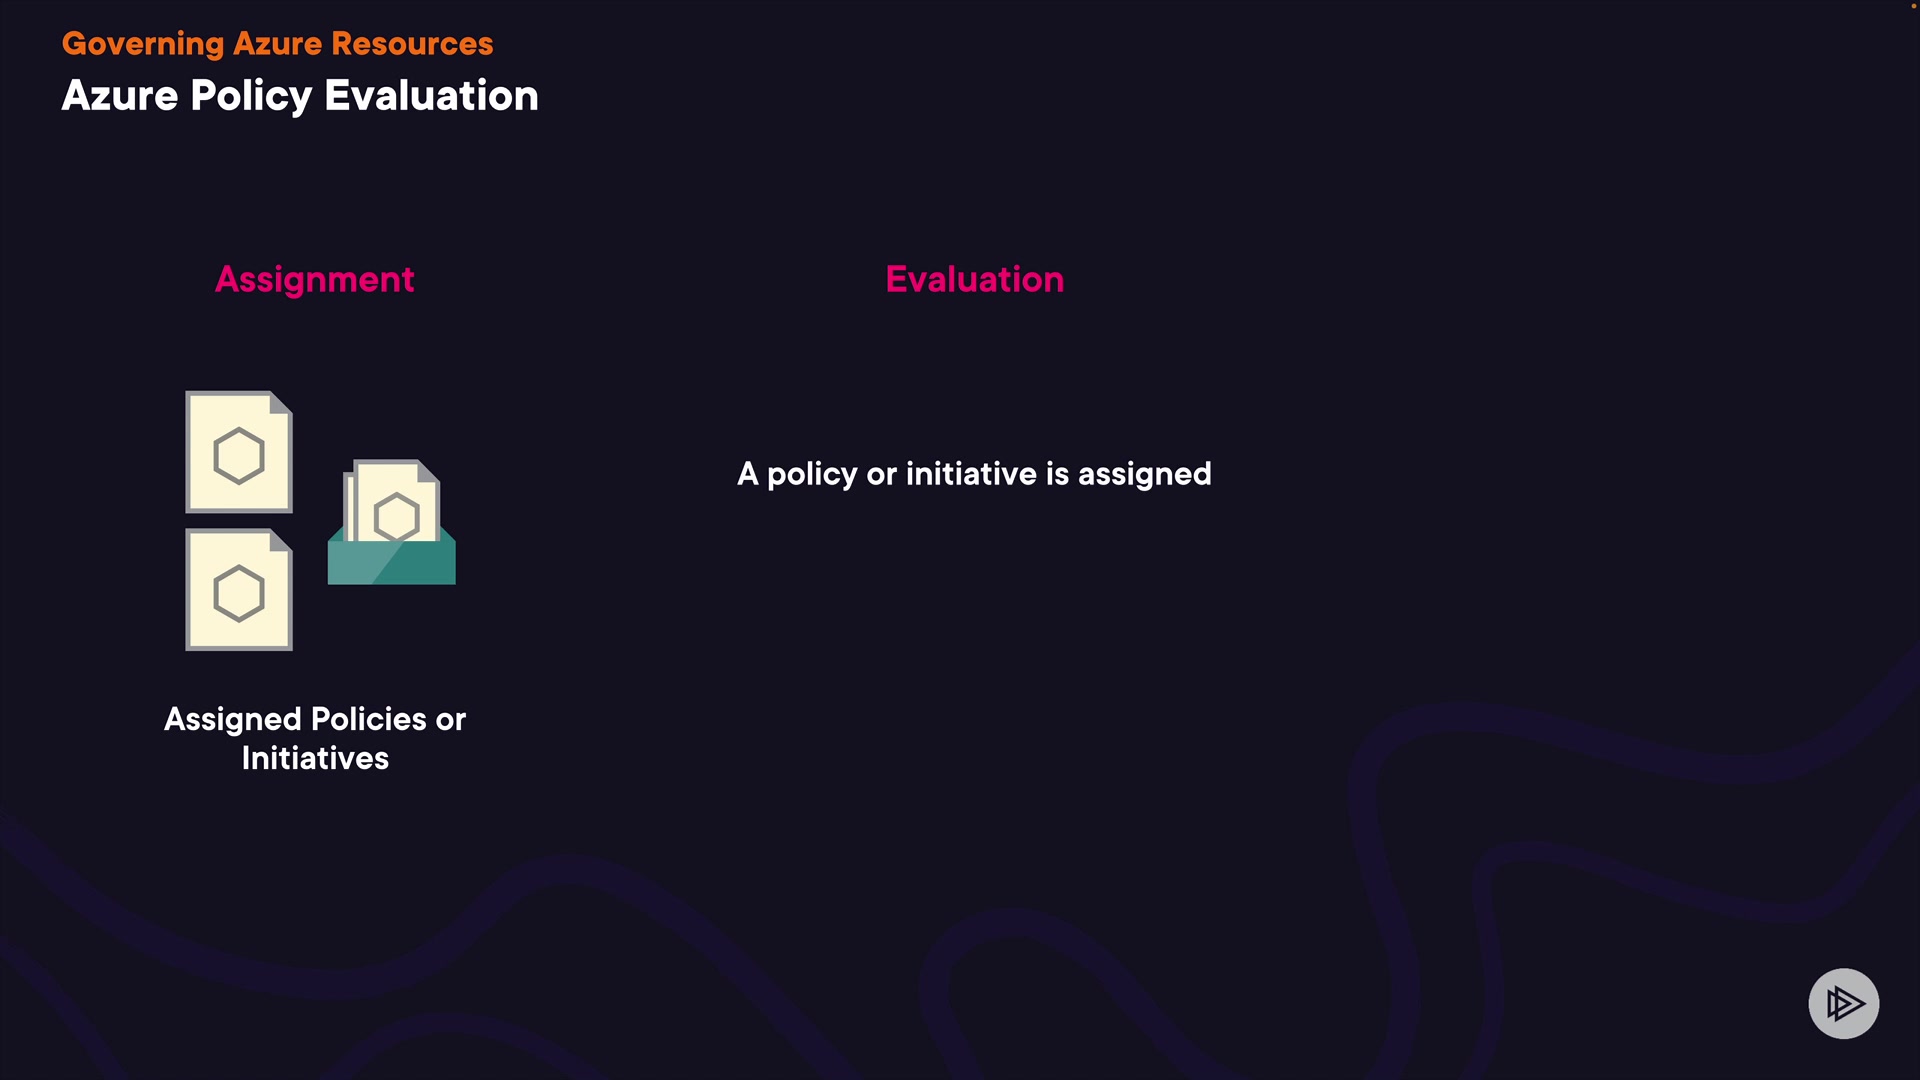 Governing Azure Resources
Azure Policy Evaluation
Assignment
Evaluation
A policy or initiative is assigned
Assigned Policies or
Initiatives